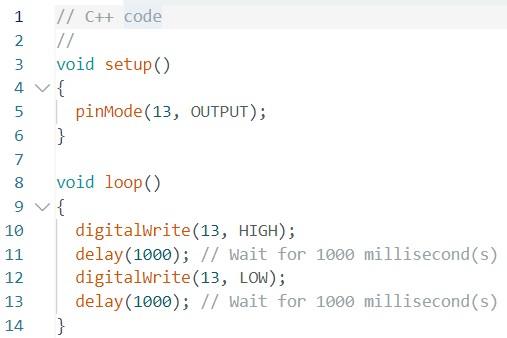 1 // C++ code
2 //
3 void setup()
4 {
5 pinMode(13, OUTPUT);
6 }
7
8 void loop()
9 {
10 digitalWrite(13, HIGH);
11 delay(1000); // Wait for 1000 millisecond(s)
12 digitalWrite(13, LOW);
13 delay(1000); // Wait for 1000 millisecond(s)
14 }